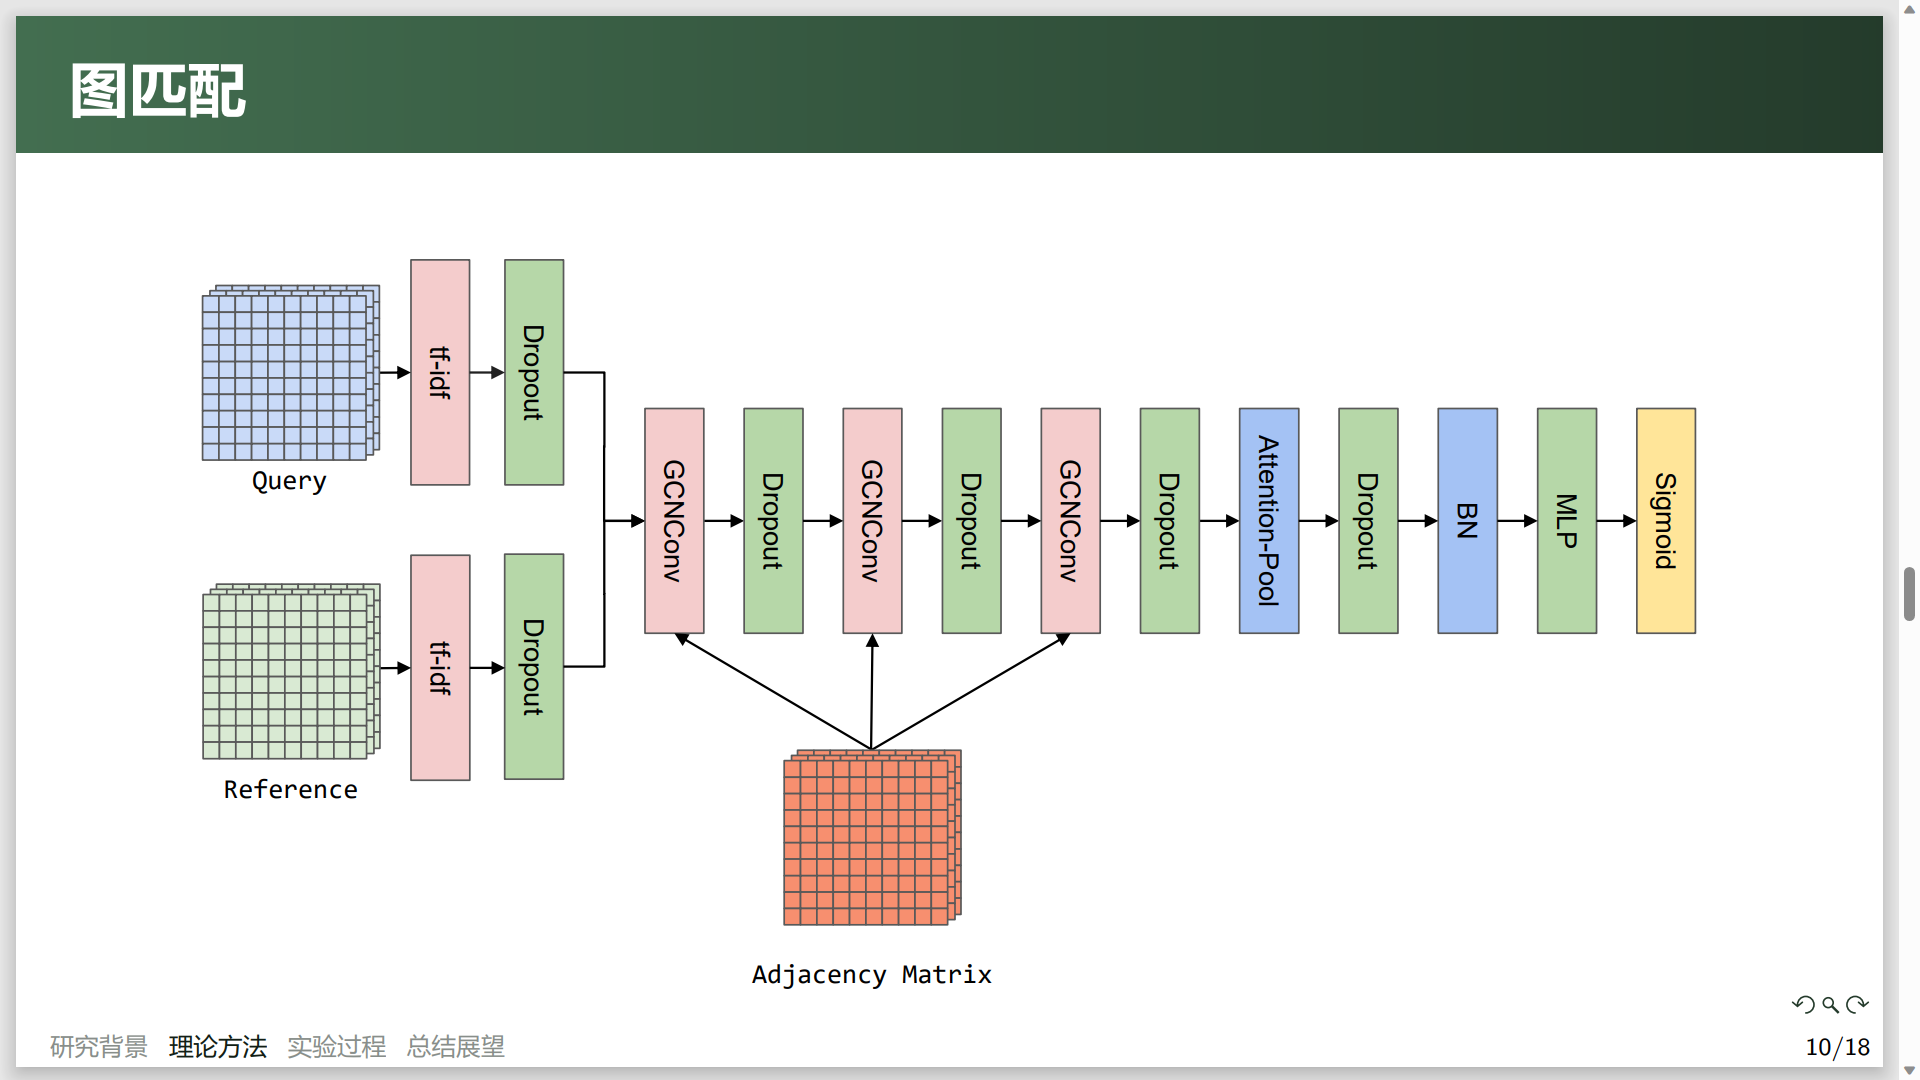 图匹配
tf-idf
Dropout
Query
tf-idf
Dropout
Reference
GCNConv
Dropout
GCNConv
Dropout
GCNConv
Dropout
Attention-Pool
Dropout
BN
MLP
Sigmoid
Adjacency Matrix
研究背景 理论方法 实验过程 总结展望
10/18